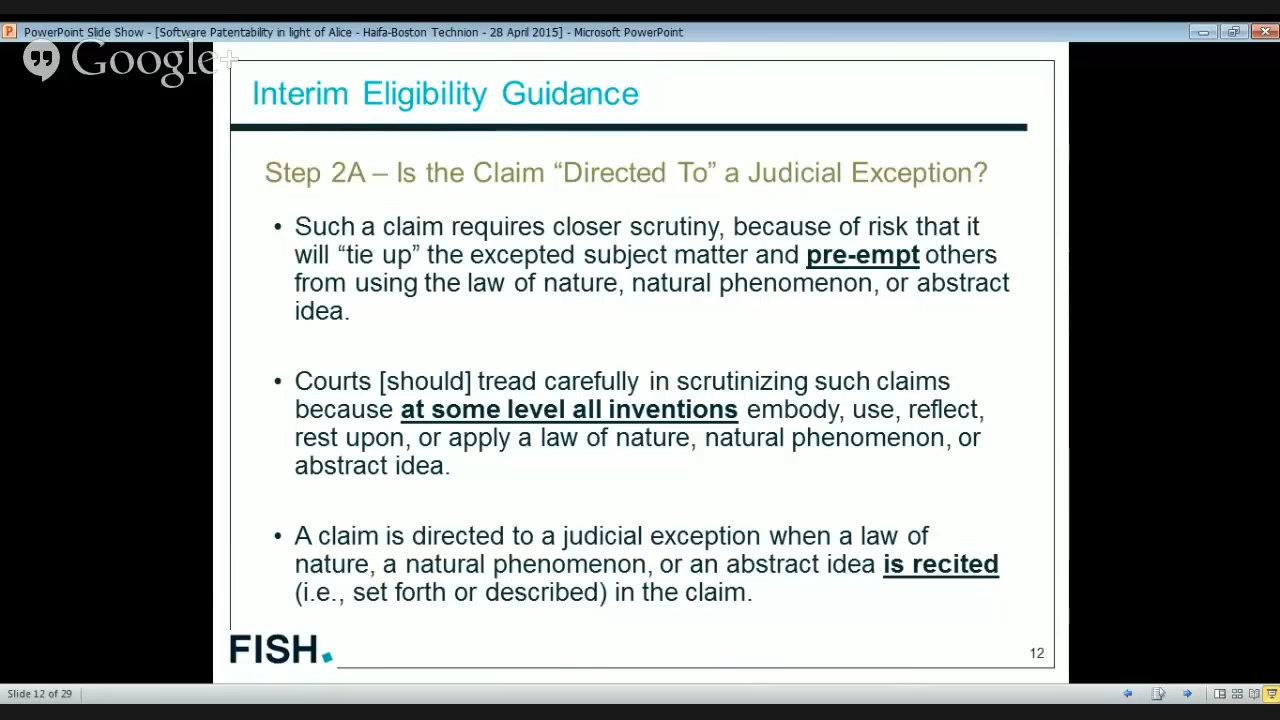 PowerPoint Slide Show - [Software Patentability in light of Alice - Haifa-Boston Technion - 28 April 2015] - Microsoft PowerPoint
Google+
Interim Eligibility Guidance
Step 2A – Is the Claim “Directed To” a Judicial Exception?
• Such a claim requires closer scrutiny, because of risk that it
will “tie up” the excepted subject matter and pre-empt others
from using the law of nature, natural phenomenon, or abstract
idea.
• Courts [should] tread carefully in scrutinizing such claims
because at some level all inventions embody, use, reflect,
rest upon, or apply a law of nature, natural phenomenon, or
abstract idea.
• A claim is directed to a judicial exception when a law of
nature, a natural phenomenon, or an abstract idea is recited
(i.e., set forth or described) in the claim.
FISH.
12
Slide 12 of 29